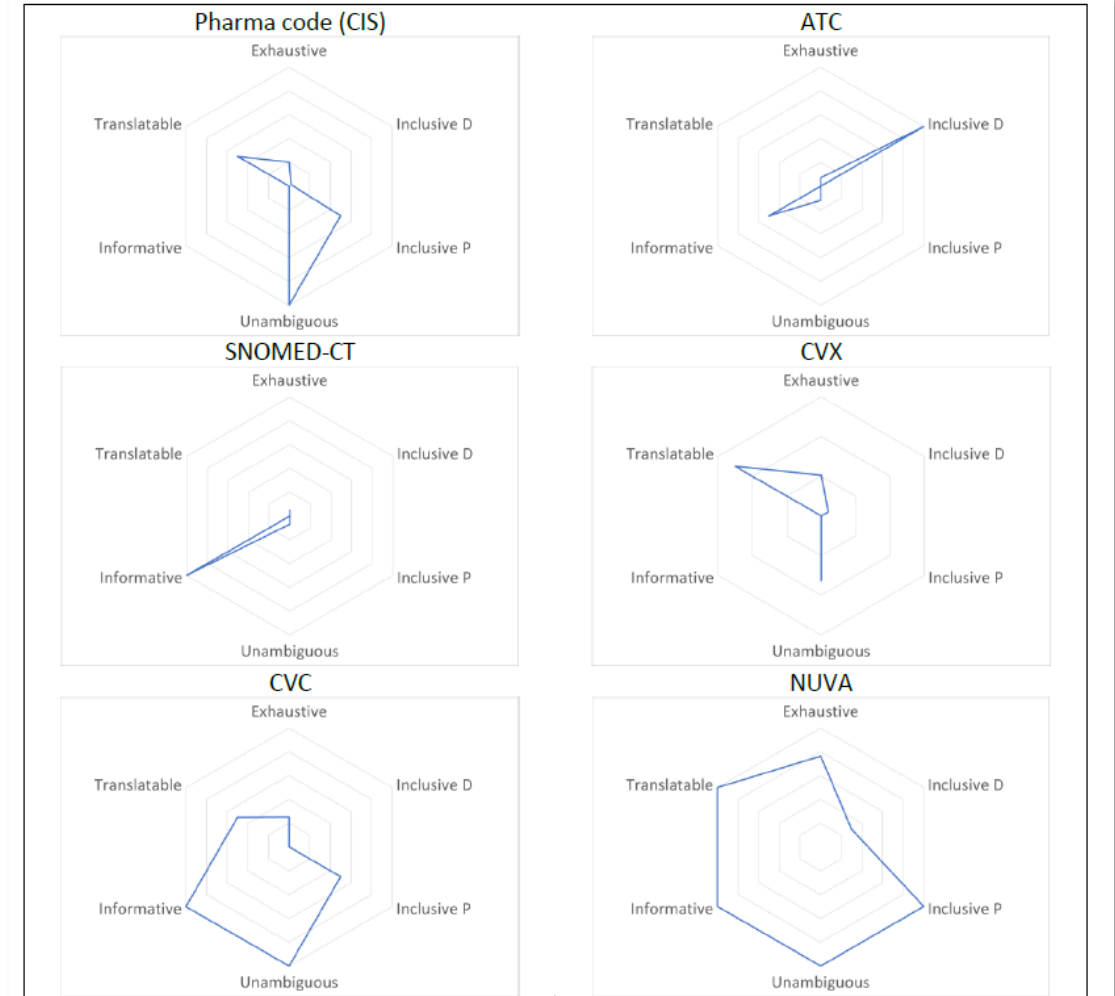 Pharma code (CIS)
Exhaustive
Translatable
Inclusive D
Informative
Inclusive P
Unambiguous
ATC
Exhaustive
Translatable
Inclusive D
Informative
Inclusive P
Unambiguous
SNOMED-CT
Exhaustive
Translatable
Inclusive D
Informative
Inclusive P
Unambiguous
CVX
Exhaustive
Translatable
Inclusive D
Informative
Inclusive P
Unambiguous
CVC
Exhaustive
Translatable
Inclusive D
Informative
Inclusive P
Unambiguous
NUVA
Exhaustive
Translatable
Inclusive D
Informative
Inclusive P
Unambiguous